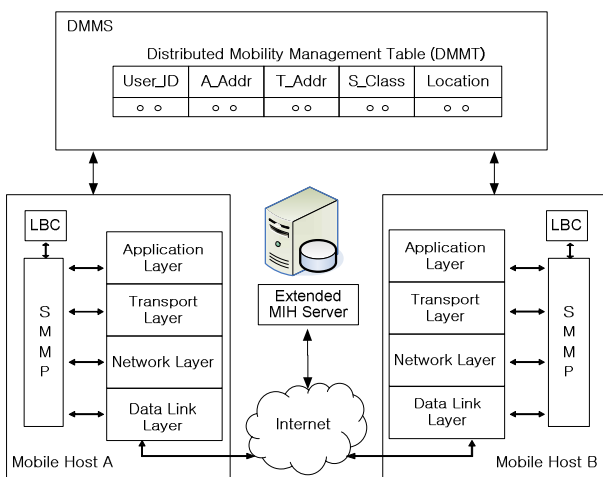 DMMS
Distributed Mobility Management Table (DMMT)
User_ID A_Addr T_Addr S_Class Location
o o o o o o o o o o
LBC
SMMP
Application
Layer
Transport
Layer
Network Layer
Data Link
Layer
Mobile Host A
Extended
MIH Server
Internet
Application
Layer
Transport
Layer
Network Layer
Data Link
Layer
LBC
SMMP
Mobile Host B